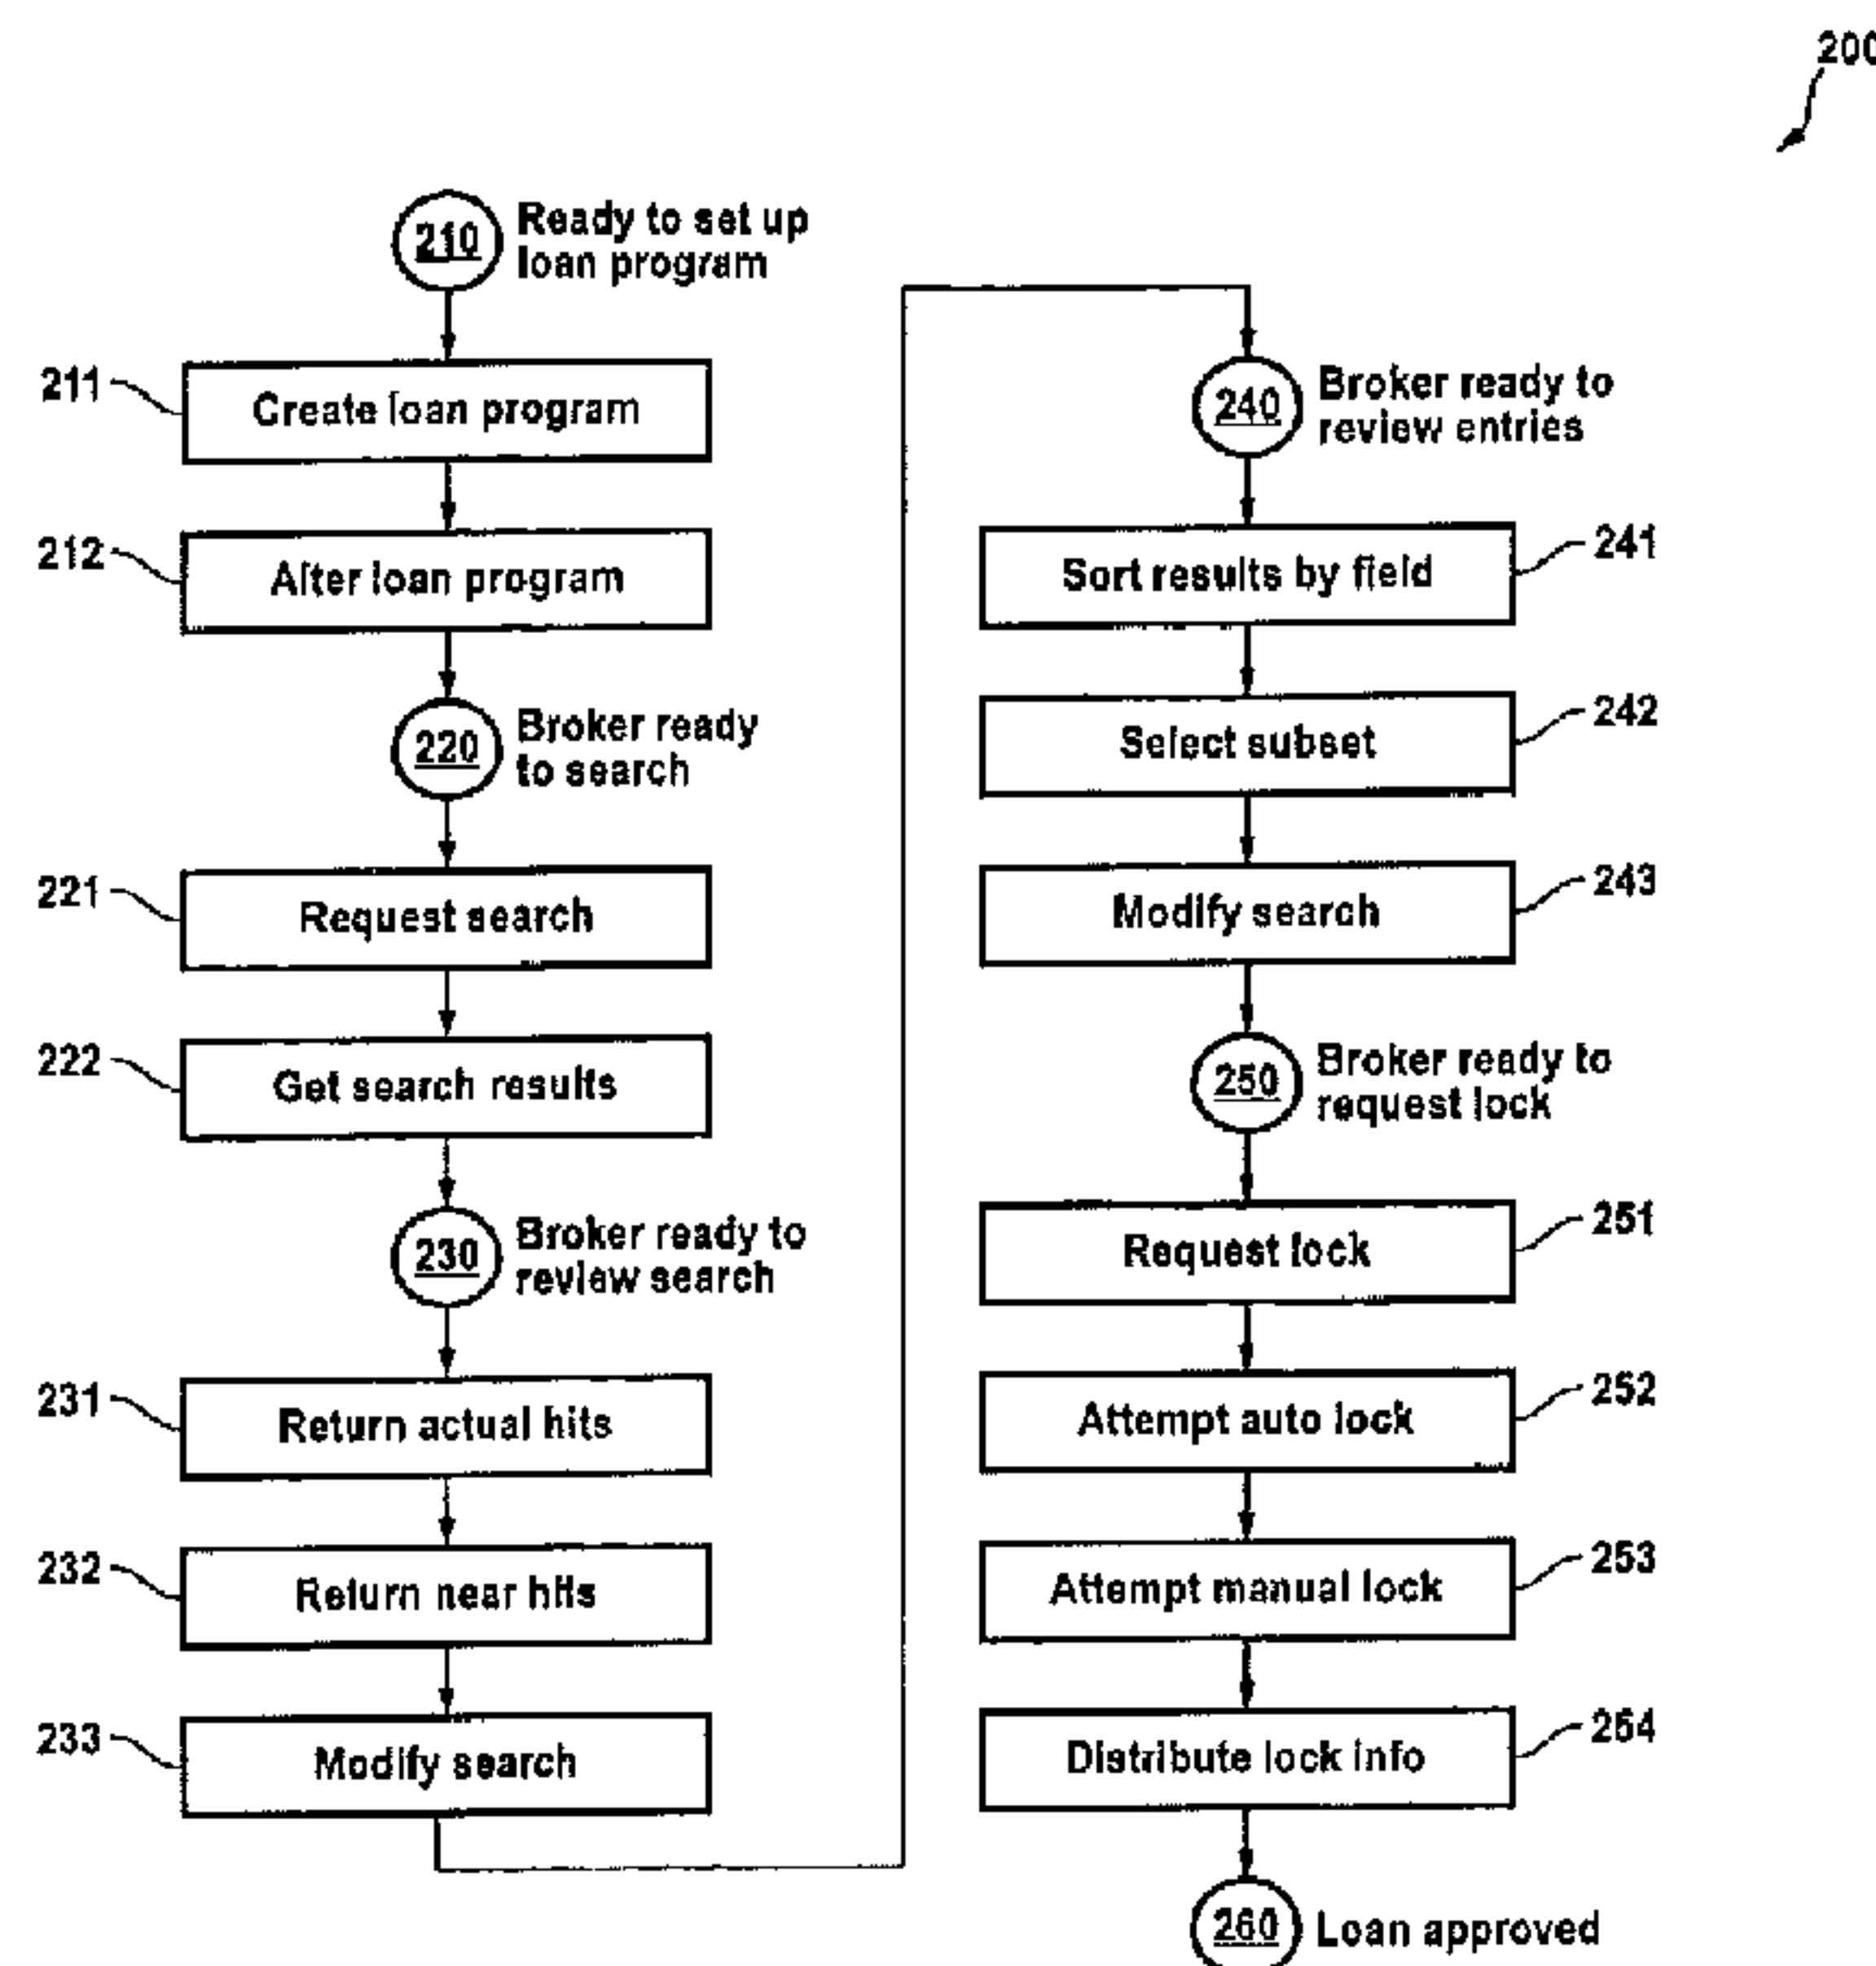 200
210 Ready to set up
loan program
211 Create loan program
212 Alter loan program
220 Broker ready
to search
221 Request search
222 Get search results
230 Broker ready to
review search
231 Return actual hits
232 Return near hits
233 Modify search
240 Broker ready to
review entries
Sort results by field 241
Select subset 242
Modify search 243
250 Broker ready to
request lock
Request lock 251
Attempt auto lock 252
Attempt manual lock 253
Distribute lock info 254
260 Loan approved